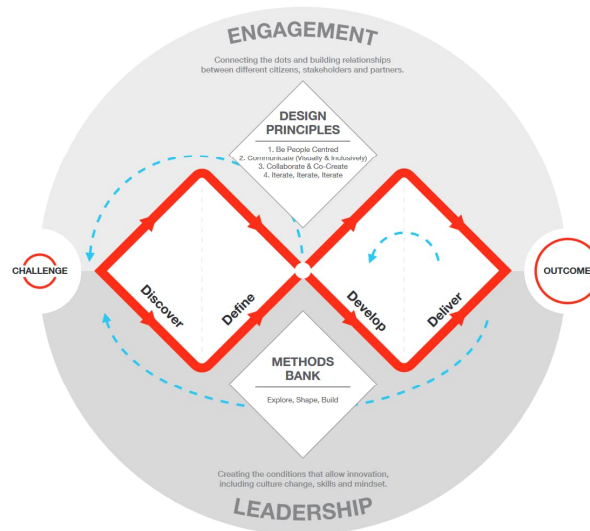 ENGAGEMENT
Connecting the dots and building relationships
between different citizens, stakeholders and partners.
DESIGN
PRINCIPLES
1. Be People Centred
2. Communicate (Visually & Inclusively)
3. Collaborate & Co-Create
4. Iterate, Iterate, Iterate
CHALLENGE
OUTCOME
Discover
Define
Develop
Deliver
METHODS
BANK
Explore, Shape, Build
Creating the conditions that allow innovation,
including culture change, skills and mindset.
LEADERSHIP